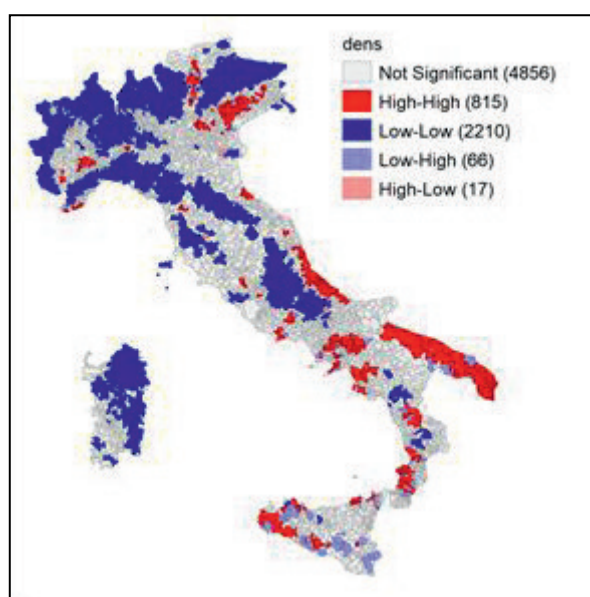 dens
Not Significant (4856)
High-High (815)
Low-Low (2210)
Low-High (66)
High-Low (17)